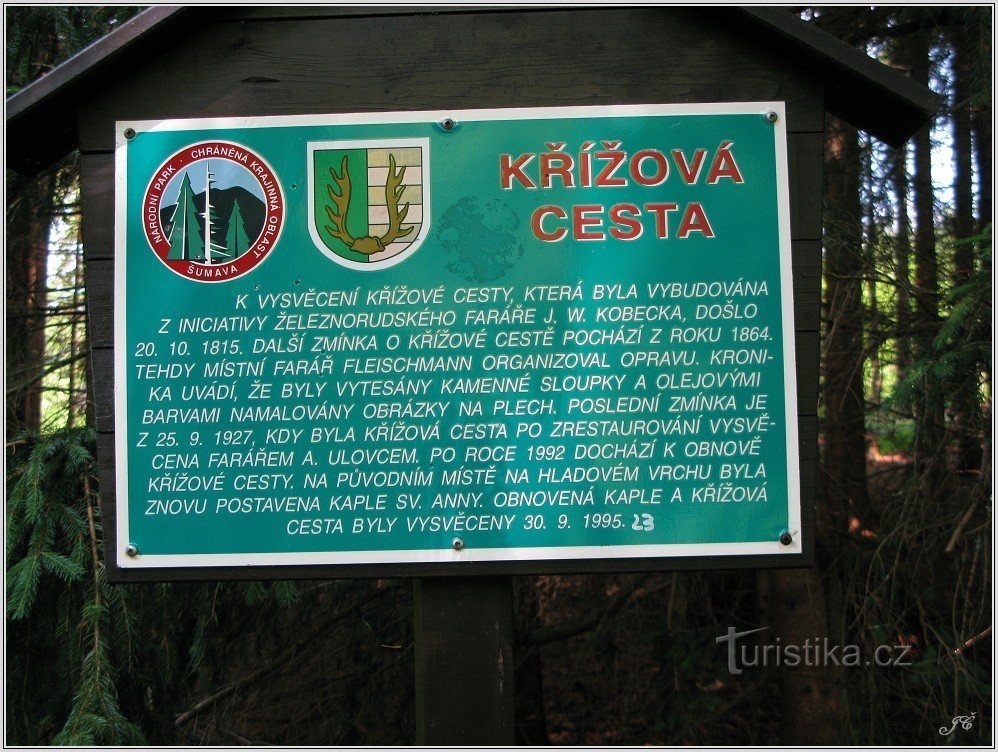 NÁRODNÍ PARK · CHRÁNĚNÁ KRAJINNÁ OBLAST
ŠUMAVA
KŘÍŽOVÁ
CESTA
K VYSVĚCENÍ KŘÍŽOVÉ CESTY, KTERÁ BYLA VYBUDOVÁNA
Z INICIATIVY ŽELEZNORUDSKÉHO FARÁŘE J. W. KOBECKA, DOŠLO
20. 10. 1815. DALŠÍ ZMÍNKA O KŘÍŽOVÉ CESTĚ POCHÁZÍ Z ROKU 1864.
TEHDY MÍSTNÍ FARÁŘ FLEISCHMANN ORGANIZOVAL OPRAVU. KRONI-
KA UVÁDÍ, ŽE BYLY VYTESÁNY KAMENNÉ SLOUPKY A OLEJOVÝMI
BARVAMI NAMALOVÁNY OBRÁZKY NA PLECH. POSLEDNÍ ZMÍNKA JE
Z 25. 9. 1927, KDY BYLA KŘÍŽOVÁ CESTA PO ZRESTAUROVÁNÍ VYSVĚ-
CENA FARÁŘEM A. ULOVCEM. PO ROCE 1992 DOCHÁZÍ K OBNOVĚ
KŘÍŽOVÉ CESTY. NA PŮVODNÍM MÍSTĚ NA HLADOVÉM VRCHU BYLA
ZNOVU POSTAVENA KAPLE SV. ANNY. OBNOVENÁ KAPLE A KŘÍŽOVÁ
CESTA BYLY VYSVĚCENY 30. 9. 1995. 23
Turistika.cz
JČ